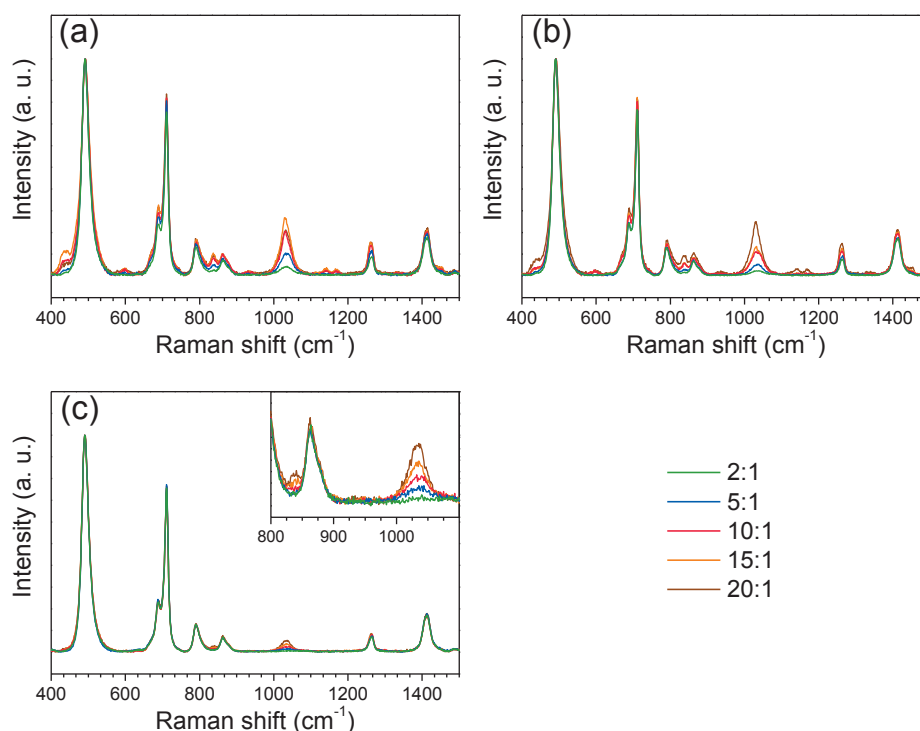 (a)
Intensity (a. u.)
400 600 800 1000 1200 1400
Raman shift (cm⁻¹)
(b)
Intensity (a. u.)
400 600 800 1000 1200 1400
Raman shift (cm⁻¹)
(c)
Intensity (a. u.)
800 900 1000
400 600 800 1000 1200 1400
Raman shift (cm⁻¹)
2:1
5:1
10:1
15:1
20:1